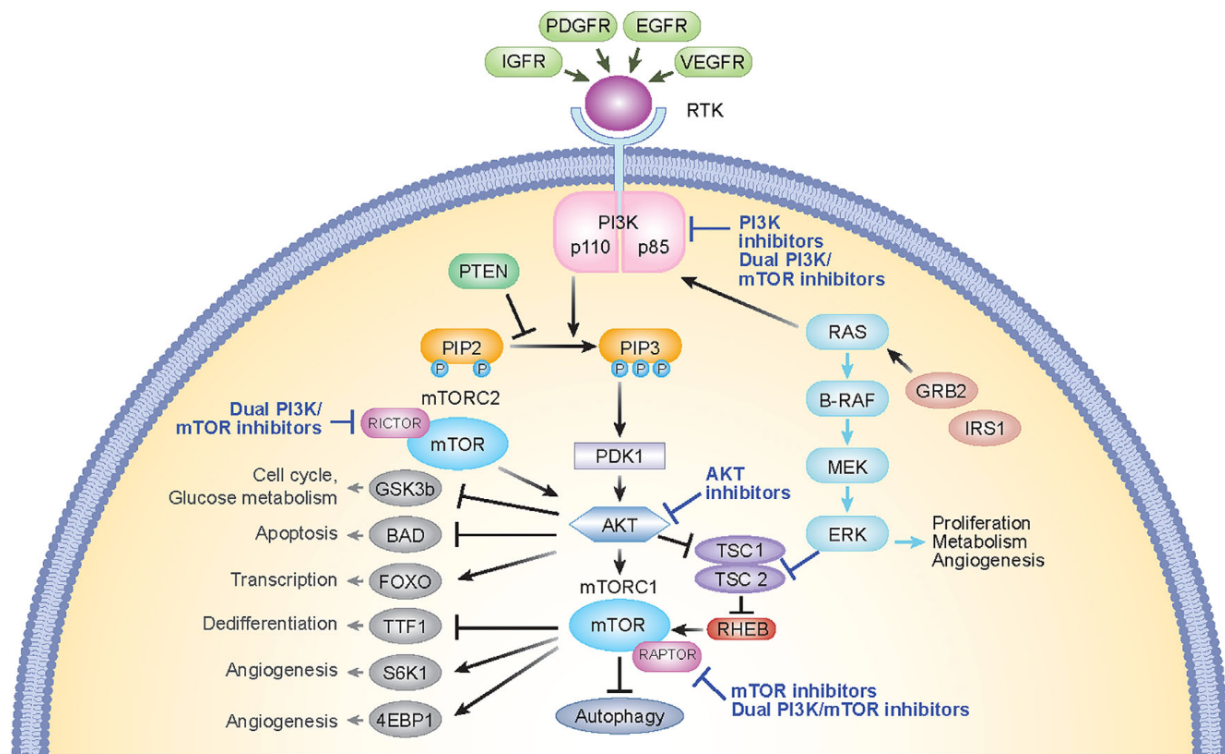 PDGFR
EGFR
IGFR
VEGFR
RTK
PI3K
p110
p85
PI3K
inhibitors
Dual PI3K/
mTOR inhibitors
PTEN
RAS
PIP2
PIP3
P
P
P
P
P
GRB2
B-RAF
IRS1
mTORC2
Dual PI3K/
mTOR inhibitors
RICTOR
mTOR
PDK1
MEK
Cell cycle,
Glucose metabolism
GSK3b
AKT
inhibitors
AKT
Apoptosis
BAD
ERK
Proliferation
Metabolism
Angiogenesis
TSC1
TSC 2
Transcription
FOXO
mTORC1
Dedifferentiation
TTF1
mTOR
RHEB
RAPTOR
Angiogenesis
S6K1
mTOR inhibitors
Dual PI3K/mTOR inhibitors
Angiogenesis
4EBP1
Autophagy